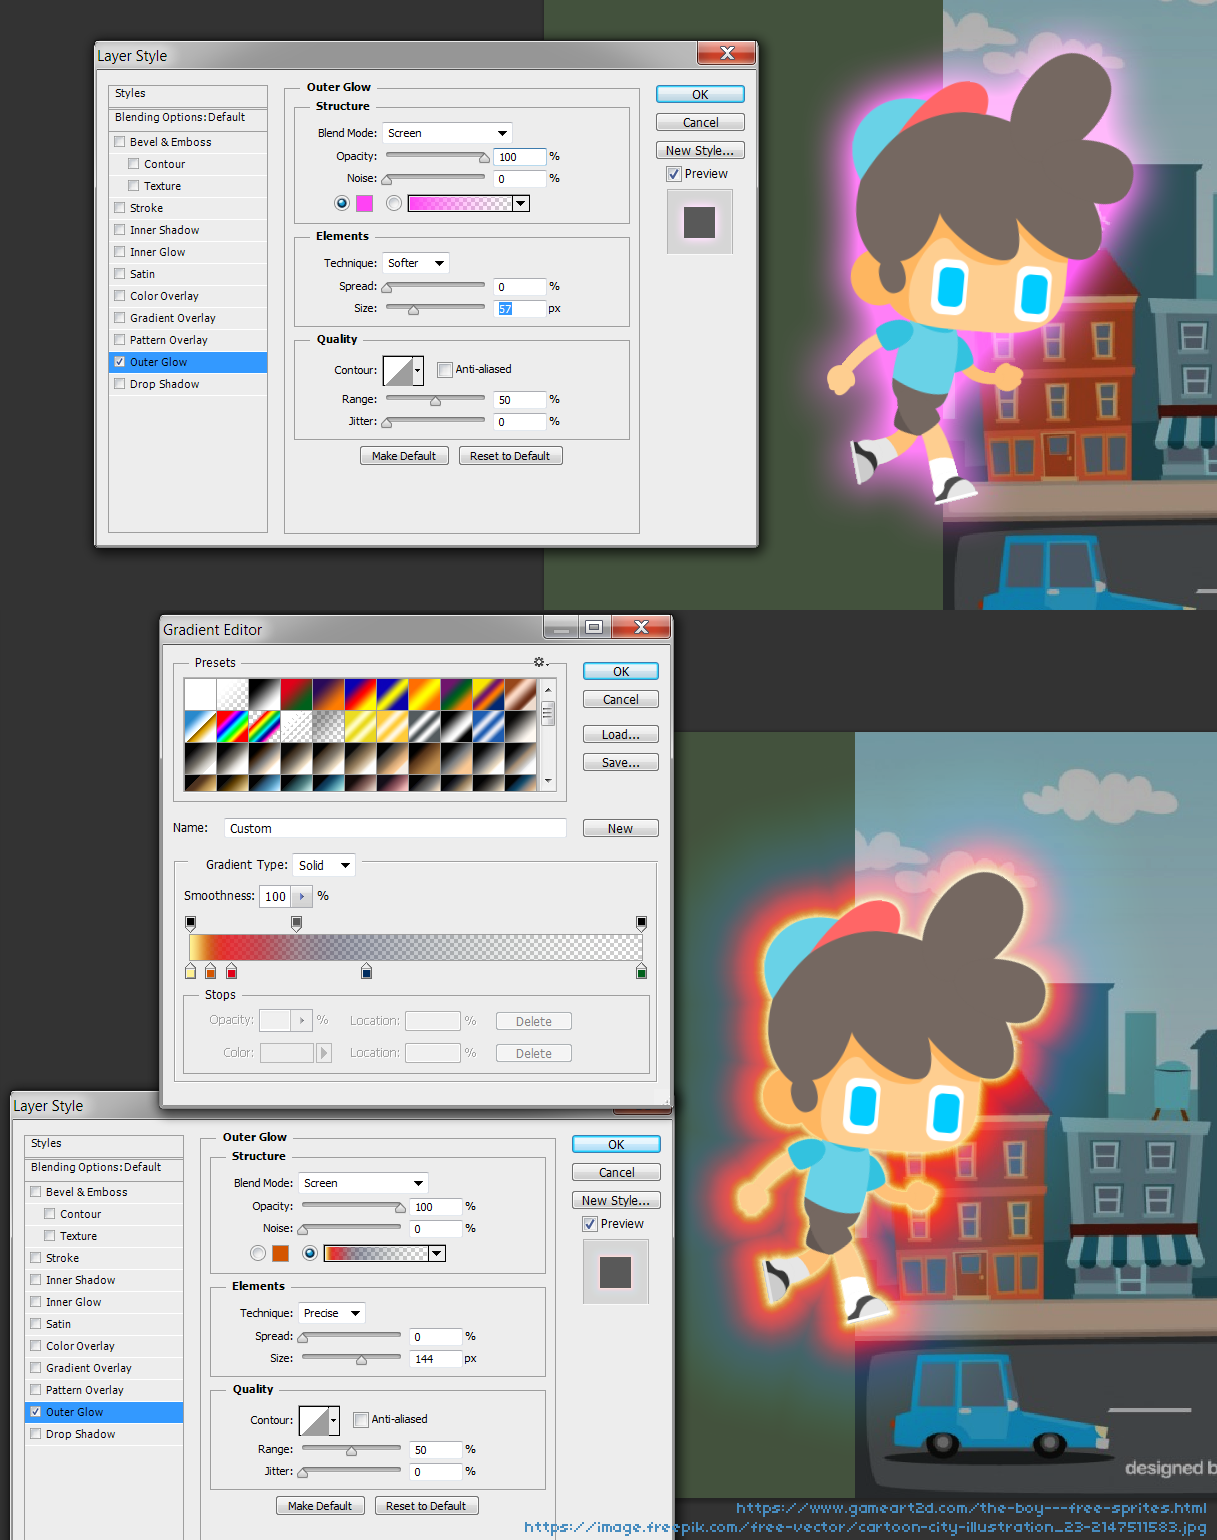 Layer Style
Styles
Blending Options:Default
Bevel & Emboss
Contour
Texture
Stroke
Inner Shadow
Inner Glow
Satin
Color Overlay
Gradient Overlay
Pattern Overlay
Outer Glow
Drop Shadow
Outer Glow
Structure
Blend Mode: Screen
Opacity: 100 %
Noise: 0 %
Elements
Technique: Softer
Spread: 0 %
Size: 57 px
Quality
Contour: Anti-aliased
Range: 50 %
Jitter: 0 %
Make Default Reset to Default
OK
Cancel
New Style...
Preview
Gradient Editor
Presets
OK
Cancel
Load...
Save...
Name: Custom New
Gradient Type: Solid
Smoothness: 100 %
Stops
Opacity: % Location: % Delete
Color: Location: % Delete
Layer Style
Styles
Blending Options:Default
Bevel & Emboss
Contour
Texture
Stroke
Inner Shadow
Inner Glow
Satin
Color Overlay
Gradient Overlay
Pattern Overlay
Outer Glow
Drop Shadow
Outer Glow
Structure
Blend Mode: Screen
Opacity: 100 %
Noise: 0 %
Elements
Technique: Precise
Spread: 0 %
Size: 144 px
Quality
Contour: Anti-aliased
Range: 50 %
Jitter: 0 %
Make Default Reset to Default
OK
Cancel
New Style...
Preview
designed b
https://www.gameart2d.com/the-boy---free-sprites.html
https://image.freepik.com/free-vector/cartoon-city-illustration_23-2147511583.jpg